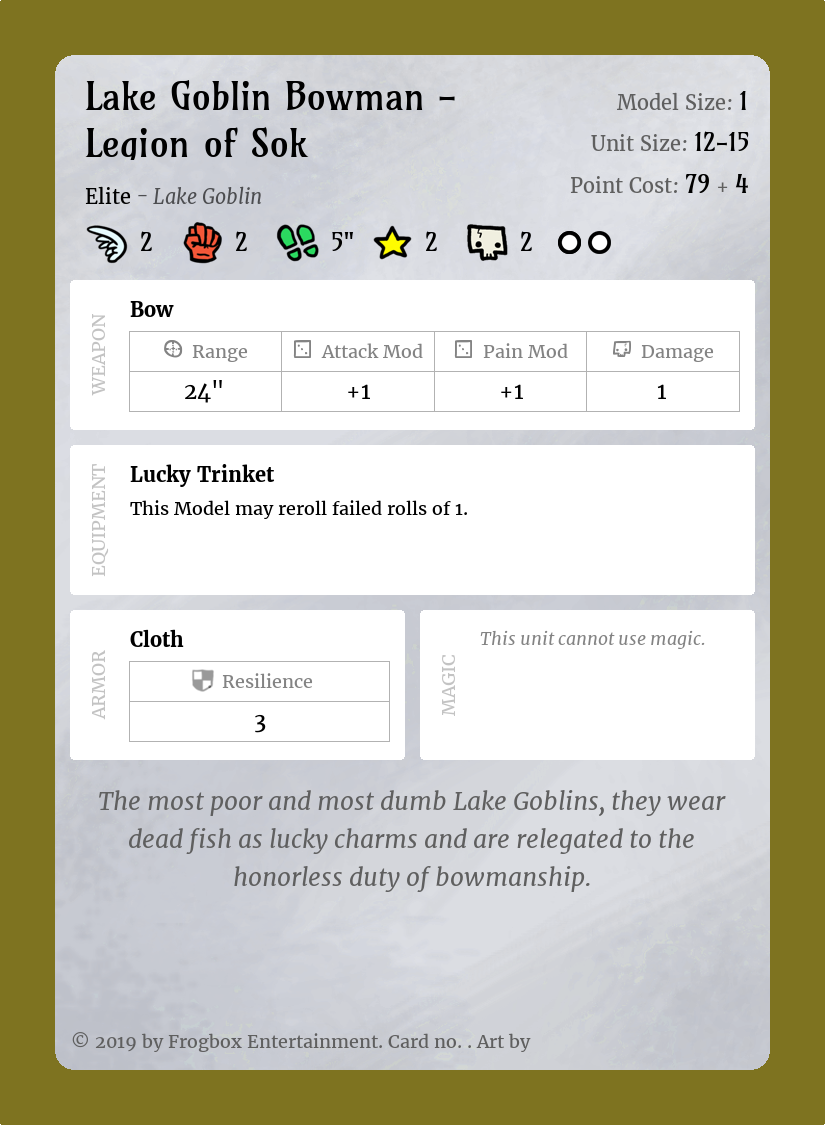 Lake Goblin Bowman –
Legion of Sok
Elite – Lake Goblin
Model Size: 1
Unit Size: 12–15
Point Cost: 79 + 4
2 2 5" 2 2
WEAPON
Bow
Range Attack Mod Pain Mod Damage
24" +1 +1 1
EQUIPMENT
Lucky Trinket
This Model may reroll failed rolls of 1.
ARMOR
Cloth
Resilience
3
MAGIC
This unit cannot use magic.
The most poor and most dumb Lake Goblins, they wear
dead fish as lucky charms and are relegated to the
honorless duty of bowmanship.
© 2019 by Frogbox Entertainment. Card no. . Art by